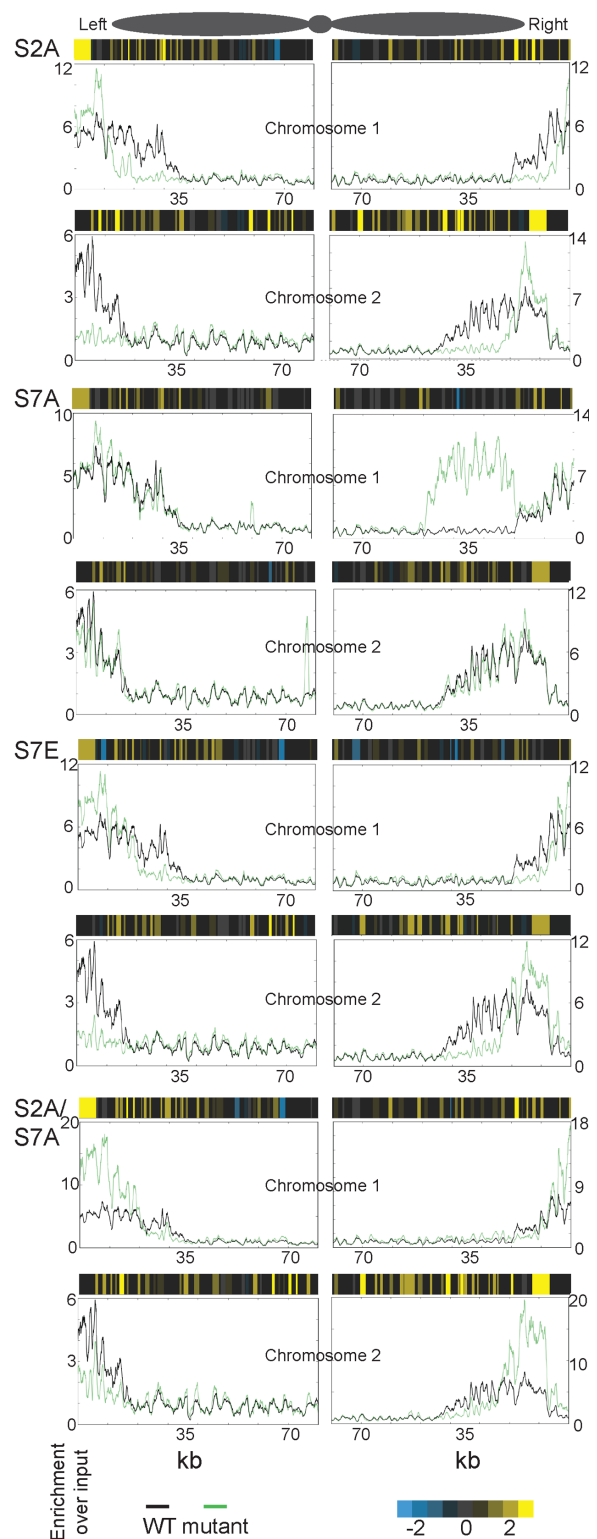 Left Right
S2A
12 12
6 Chromosome 1 6
0 35 70 70 35 0
6 14
3 Chromosome 2 7
0 35 70 70 35 0
S7A
10 14
5 Chromosome 1 7
0 35 70 70 35 0
6 12
3 Chromosome 2 6
0 35 70 70 35 0
S7E
12 12
6 Chromosome 1 6
0 35 70 70 35 0
6 12
3 Chromosome 2 6
0 35 70 70 35 0
S2A/
S7A
20 18
10 Chromosome 1 9
0 35 70 70 35 0
6 20
3 Chromosome 2 10
0 35 70 70 35 0
kb kb
Enrichment
over input
WT mutant
-2 0 2